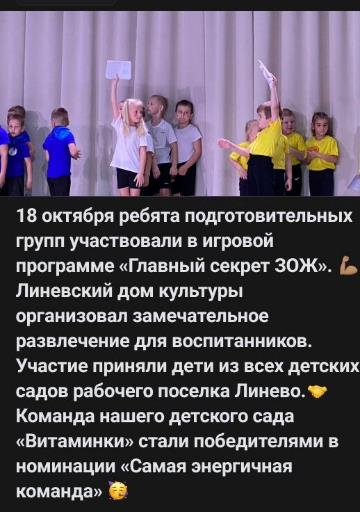 18 октября ребята подготовительных
групп участвовали в игровой
программе «Главный секрет ЗОЖ». 💪🏽
Линевский дом культуры
организовал замечательное
развлечение для воспитанников.
Участие приняли дети из всех детских
садов рабочего поселка Линево.🤝
Команда нашего детского сада
«Витаминки» стали победителями в
номинации «Самая энергичная
команда» 🥳